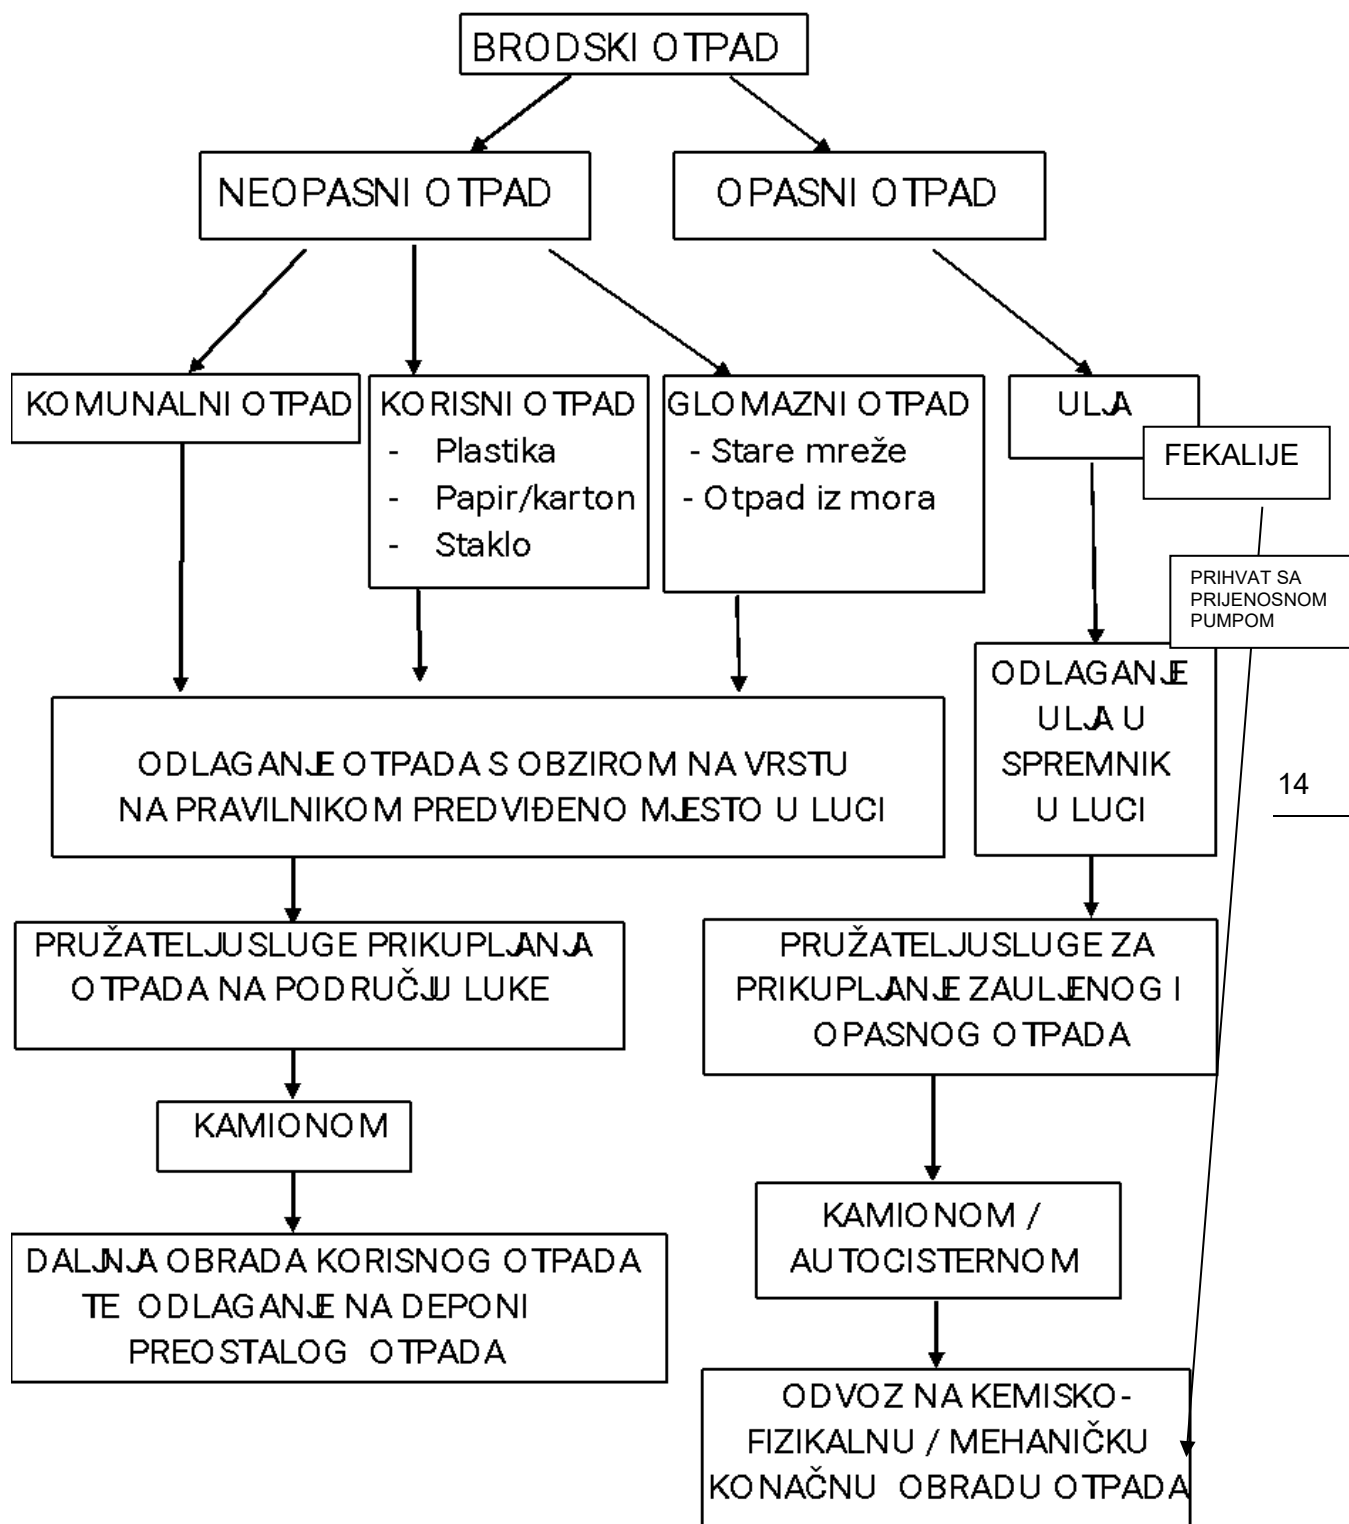 BRODSKI OTPAD
NEOPASNI OTPAD
OPASNI OTPAD
KOMUNALNI OTPAD
KORISNI OTPAD
- Plastika
- Papir/karton
- Staklo
GLOMAZNI OTPAD
- Stare mreže
- Otpad iz mora
ULJA
FEKALIJE
PRIHVAT SA
PRIJENOSNOM
PUMPOM
ODLAGANJE OTPADA S OBZIROM NA VRSTU
NA PRAVILNIKOM PREDVIĐENO MJESTO U LUCI
ODLAGANJE
ULJA U
SPREMNIK
U LUCI
14
PRUŽATELJ USLUGE PRIKUPLJANJA
OTPADA NA PODRUČJU LUKE
PRUŽATELJ USLUGE ZA
PRIKUPLJANJE ZAULJENOG I
OPASNOG OTPADA
KAMIONOM
KAMIONOM /
AUTOCISTERNOM
DALJNJA OBRADA KORISNOG OTPADA
TE ODLAGANJE NA DEPONI
PREOSTALOG OTPADA
ODVOZ NA KEMISKO-
FIZIKALNU / MEHANIČKU
KONAČNU OBRADU OTPADA